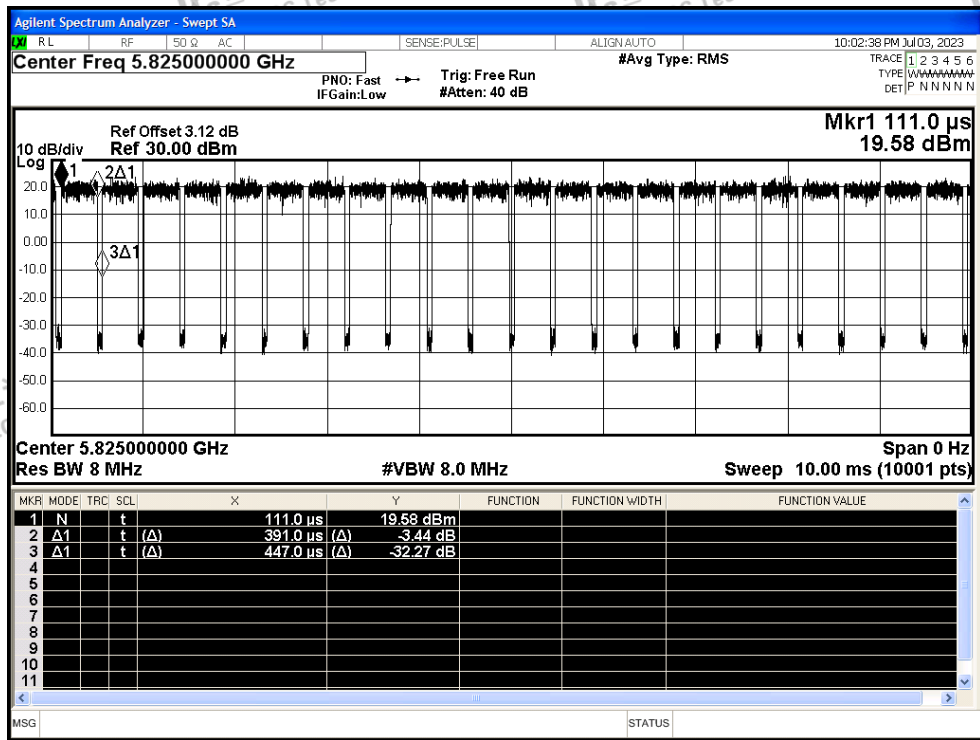 Agilent Spectrum Analyzer - Swept SA
LXI RL RF 50 Ω AC SENSE:PULSE ALIGN AUTO 10:02:38 PM Jul 03, 2023
Center Freq 5.825000000 GHz #Avg Type: RMS TRACE 1 2 3 4 5 6
PNO: Fast Trig: Free Run TYPE WWWWWW
IFGain:Low #Atten: 40 dB DET P N N N N N
Ref Offset 3.12 dB Mkr1 111.0 µs
10 dB/div Ref 30.00 dBm 19.58 dBm
Log
1 2Δ1
20.0
10.0
0.00
3Δ1
-10.0
-20.0
-30.0
-40.0
-50.0
-60.0
Center 5.825000000 GHz Span 0 Hz
Res BW 8 MHz #VBW 8.0 MHz Sweep 10.00 ms (10001 pts)
MKR MODE TRC SCL X Y FUNCTION FUNCTION WIDTH FUNCTION VALUE
1 N t 111.0 µs 19.58 dBm
2 Δ1 t (Δ) 391.0 µs (Δ) -3.44 dB
3 Δ1 t (Δ) 447.0 µs (Δ) -32.27 dB
4
5
6
7
8
9
10
11
MSG STATUS